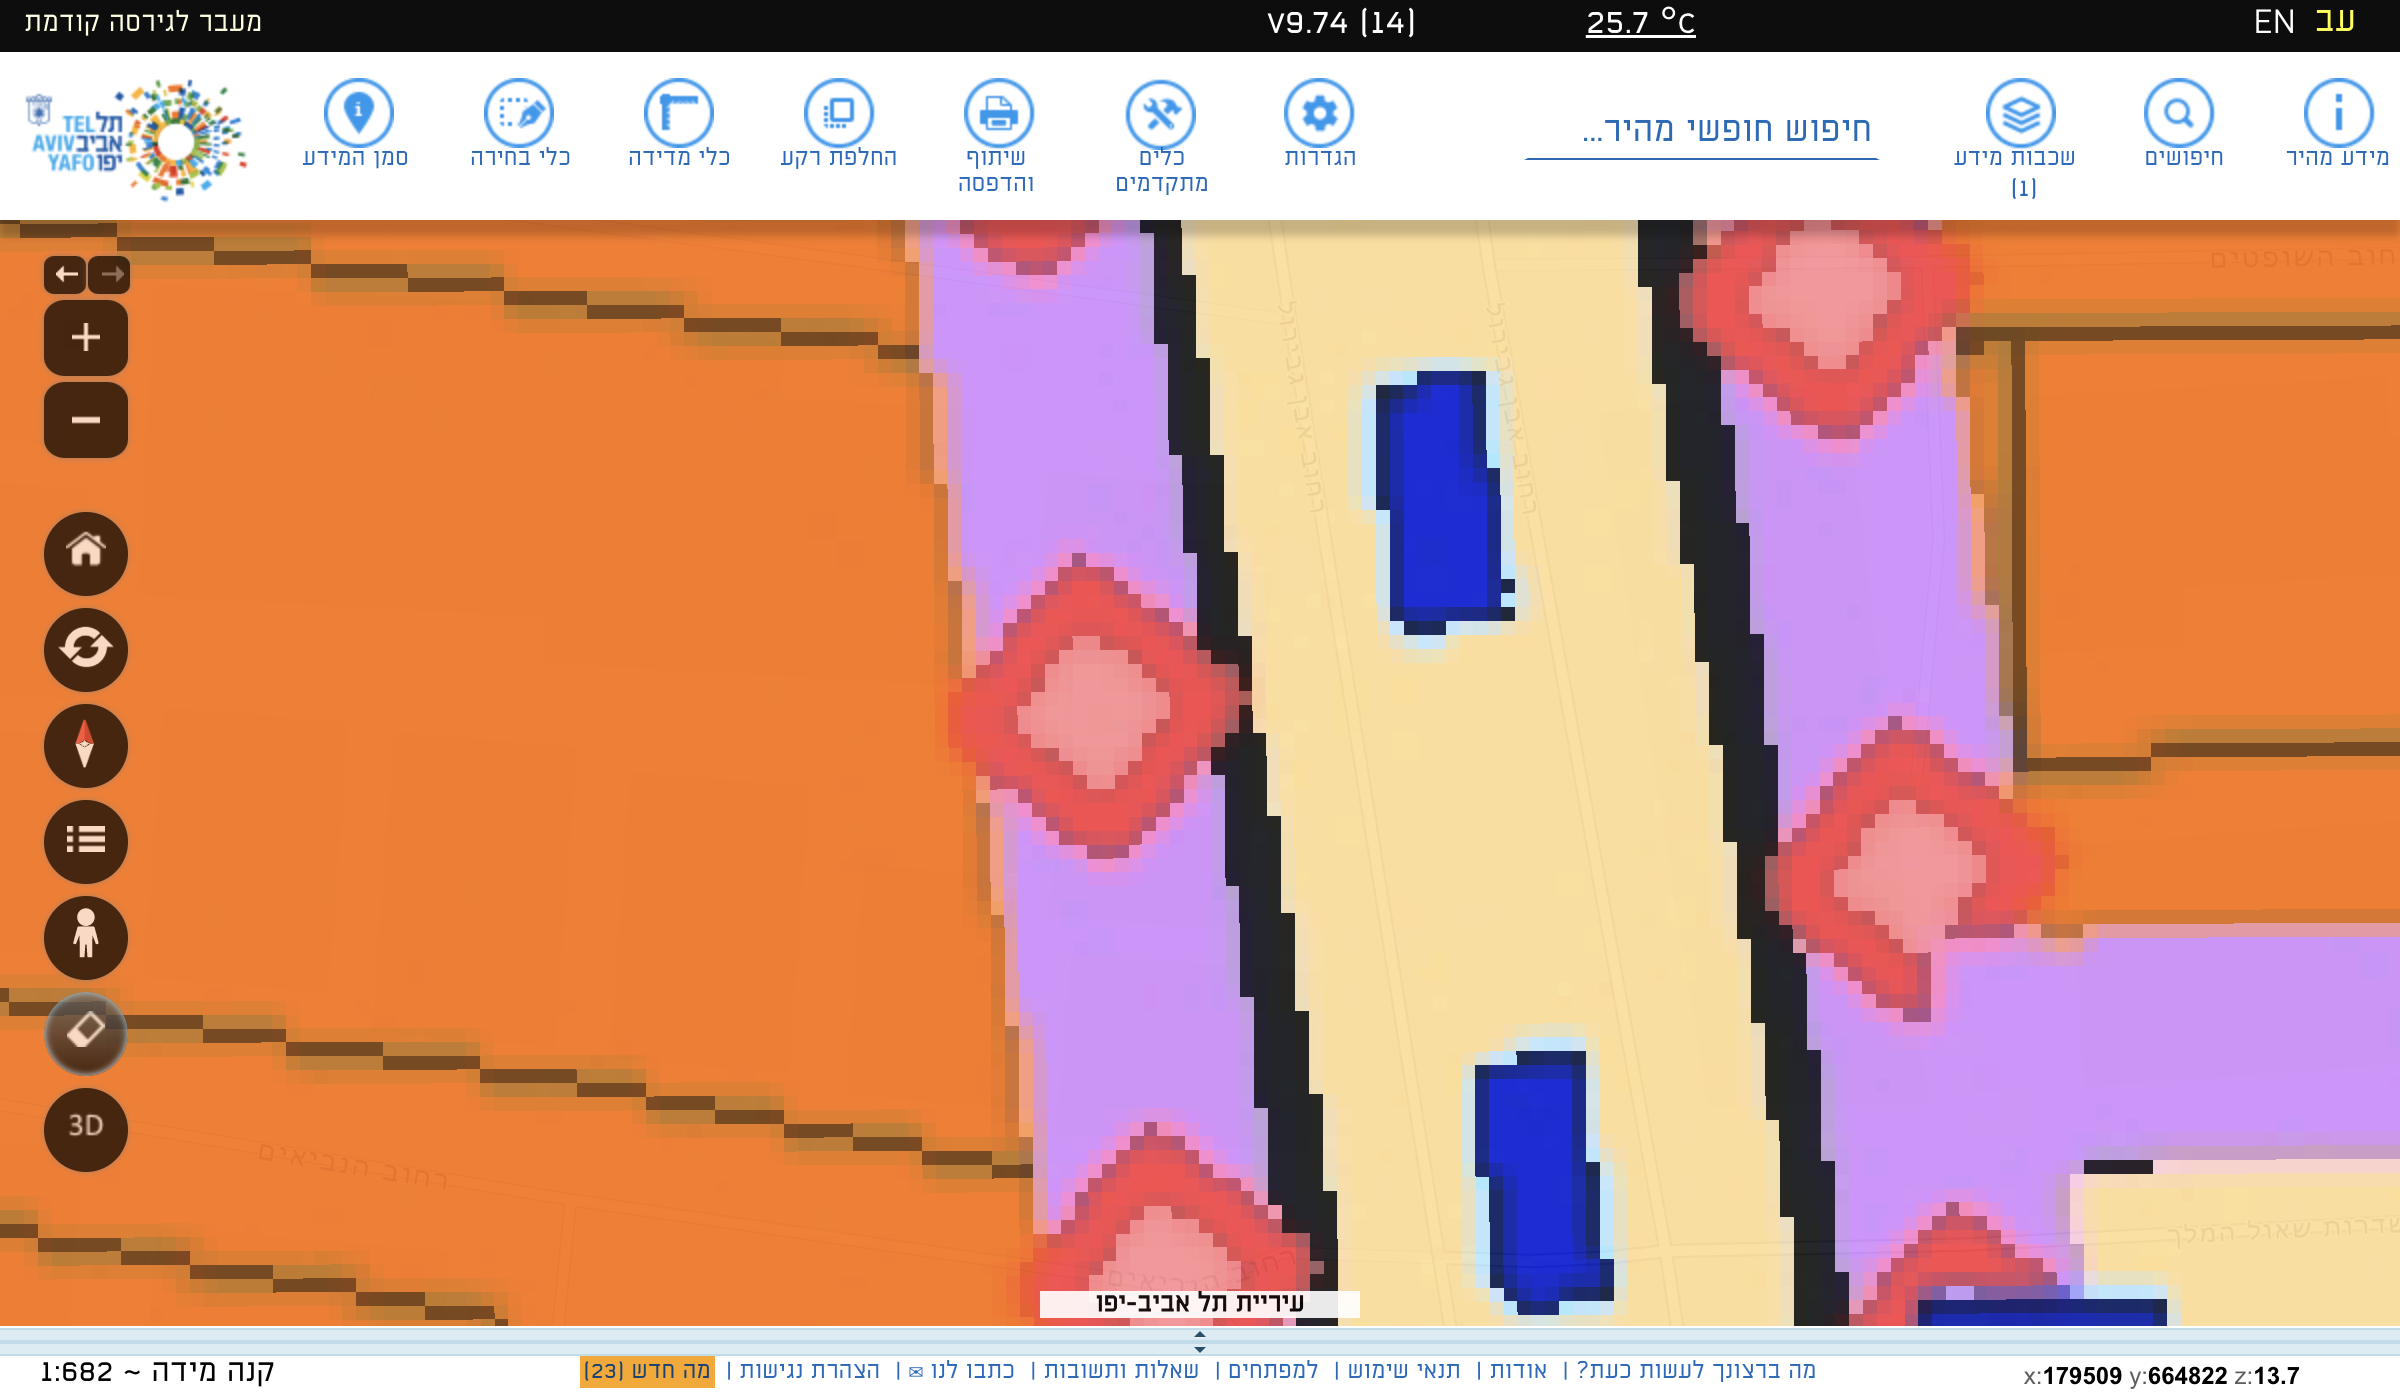 מעבר לגירסה קודמת
V9.74 (14)
25.7 °C
EN עב
תל אביב יפו
TEL AVIV YAFO
סמן המידע
כלי בחירה
כלי מדידה
החלפת רקע
שיתוף והדפסה
כלים מתקדמים
הגדרות
חיפוש חופשי מהיר...
שכבות מידע (1)
חיפושים
מידע מהיר
רחוב השופטים
רחוב אבן גבירול
רחוב אבן גבירול
3D
רחוב הנביאים
רחוב הנביאים
שדרות שאול המלך
עיריית תל אביב-יפו
קנה מידה ~ 1:682
מה ברצונך לעשות כעת? | אודות | תנאי שימוש | למפתחים | שאלות ותשובות | כתבו לנו ✉ | הצהרת נגישות | מה חדש (23)
x:179509 y:664822 z:13.7